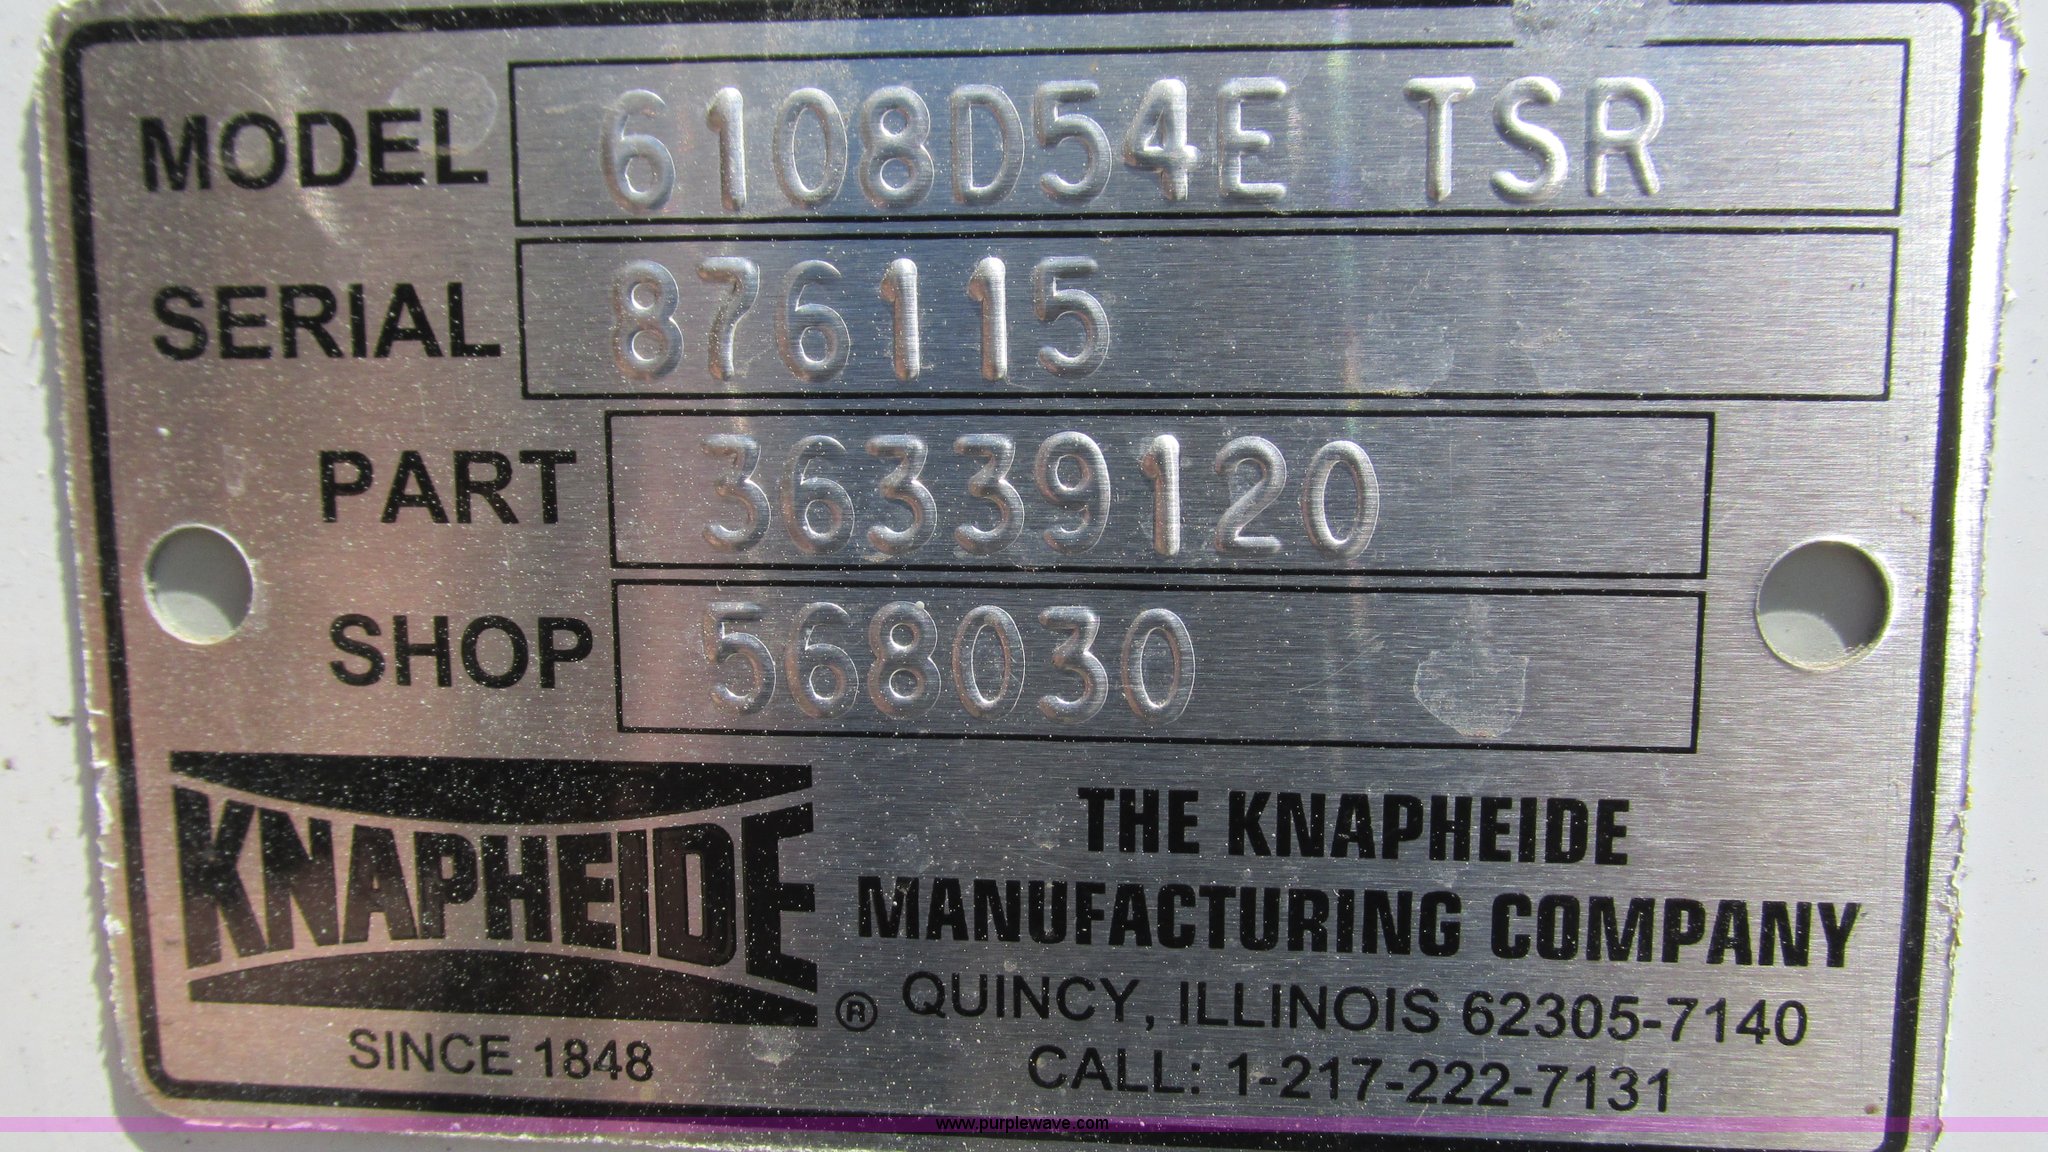 MODEL 6108D54E TSR
SERIAL 876115
PART 36339120
SHOP 568030
KNAPHEIDE ®
SINCE 1848
THE KNAPHEIDE
MANUFACTURING COMPANY
QUINCY, ILLINOIS 62305-7140
CALL: 1-217-222-7131
www.purplewave.com